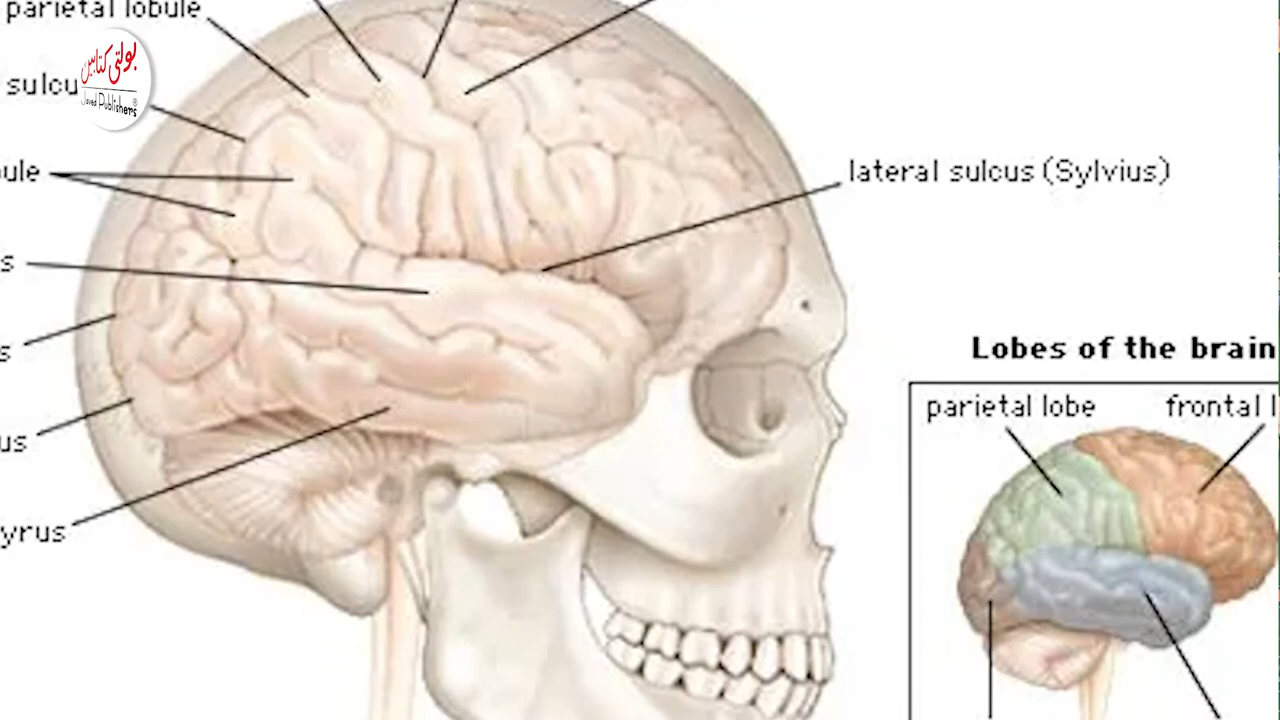 parietal lobule
بولتی کتابیں
Javed Publishers®
sulcu
ule
lateral sulcus (Sylvius)
s
s
us
yrus
Lobes of the brain
parietal lobe
frontal l